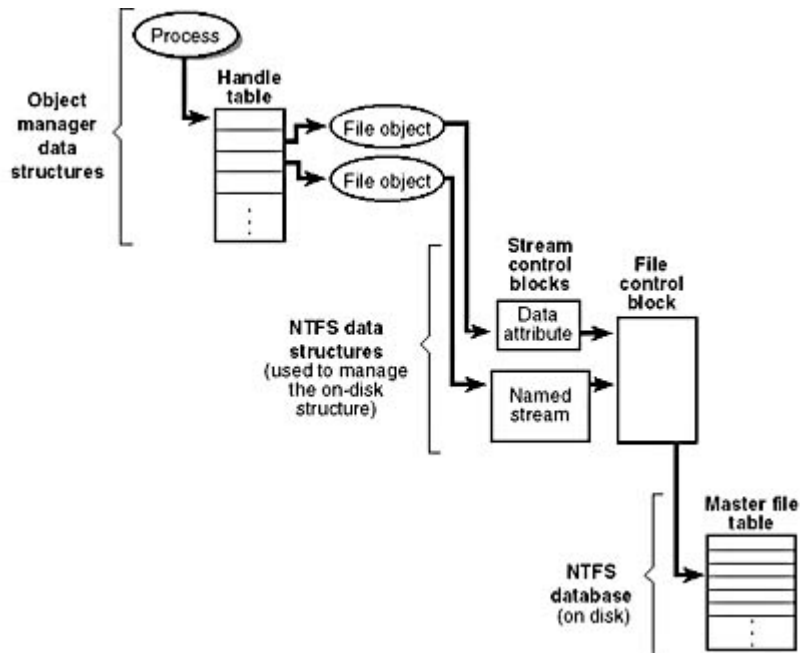 Process
Object
manager
data
structures
Handle
table
File object
File object
NTFS data
structures
(used to manage
the on-disk
structure)
Stream
control
blocks
Data
attribute
Named
stream
File
control
block
NTFS
database
(on disk)
Master file
table